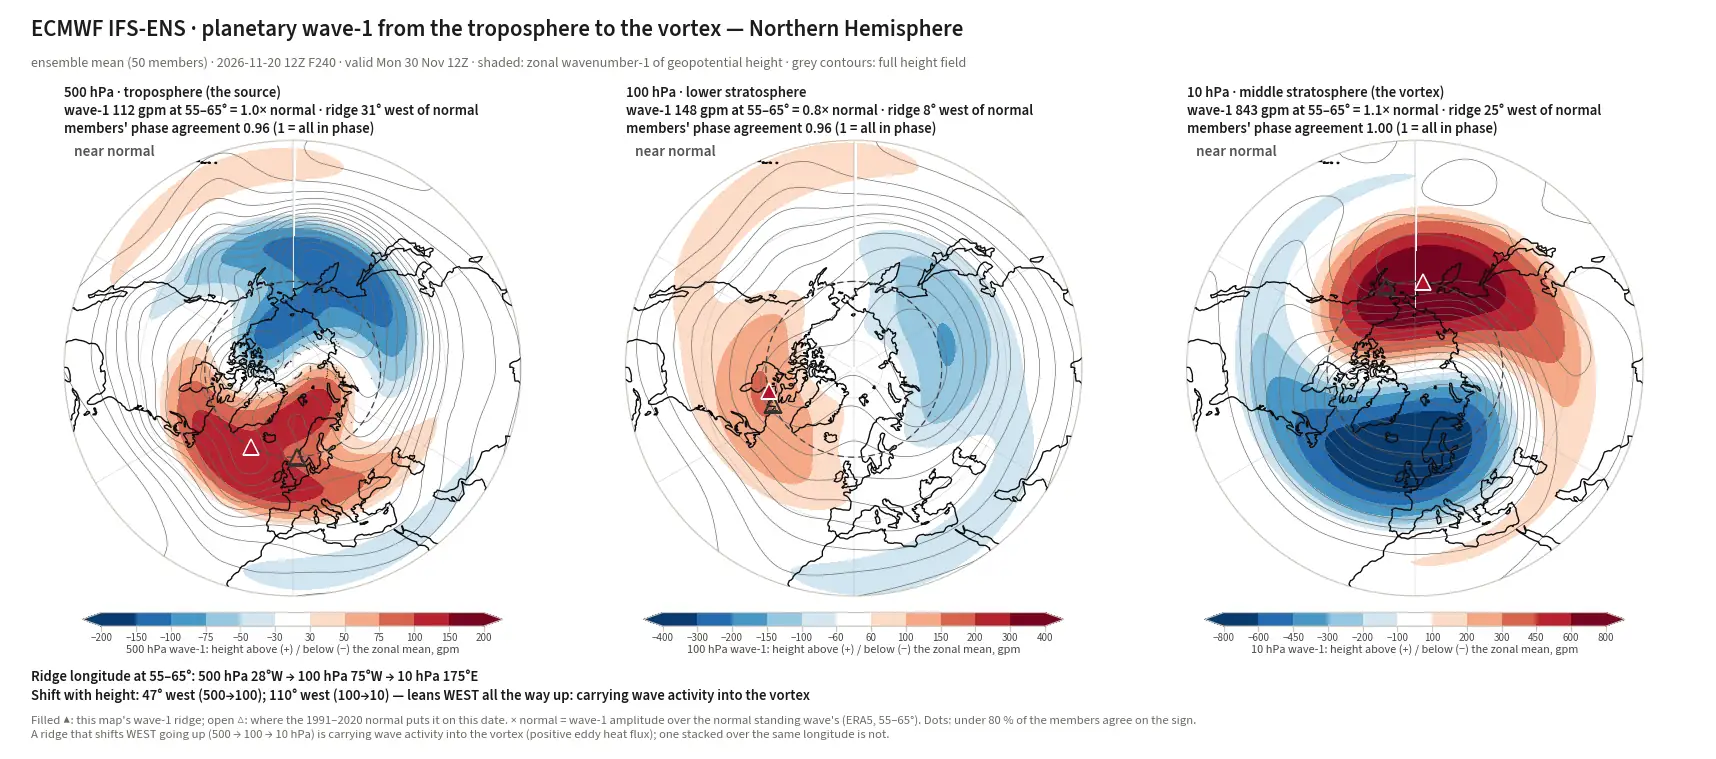 ECMWF IFS-ENS · planetary wave-1 from the troposphere to the vortex — Northern Hemisphere
ensemble mean (50 members) · 2026-11-20 12Z F240 · valid Mon 30 Nov 12Z · shaded: zonal wavenumber-1 of geopotential height · grey contours: full height field
500 hPa · troposphere (the source)
wave-1 112 gpm at 55–65° = 1.0× normal · ridge 31° west of normal
members' phase agreement 0.96 (1 = all in phase)
near normal
100 hPa · lower stratosphere
wave-1 148 gpm at 55–65° = 0.8× normal · ridge 8° west of normal
members' phase agreement 0.96 (1 = all in phase)
near normal
10 hPa · middle stratosphere (the vortex)
wave-1 843 gpm at 55–65° = 1.1× normal · ridge 25° west of normal
members' phase agreement 1.00 (1 = all in phase)
near normal
−200 −150 −100 −75 −50 −30 30 50 75 100 150 200
500 hPa wave-1: height above (+) / below (−) the zonal mean, gpm
−400 −300 −200 −150 −100 −60 60 100 150 200 300 400
100 hPa wave-1: height above (+) / below (−) the zonal mean, gpm
−800 −600 −450 −300 −200 −100 100 200 300 450 600 800
10 hPa wave-1: height above (+) / below (−) the zonal mean, gpm
Ridge longitude at 55–65°: 500 hPa 28°W → 100 hPa 75°W → 10 hPa 175°E
Shift with height: 47° west (500→100); 110° west (100→10) — leans WEST all the way up: carrying wave activity into the vortex
Filled ▲: this map's wave-1 ridge; open △: where the 1991–2020 normal puts it on this date. × normal = wave-1 amplitude over the normal standing wave's (ERA5, 55–65°). Dots: under 80 % of the members agree on the sign.
A ridge that shifts WEST going up (500 → 100 → 10 hPa) is carrying wave activity into the vortex (positive eddy heat flux); one stacked over the same longitude is not.